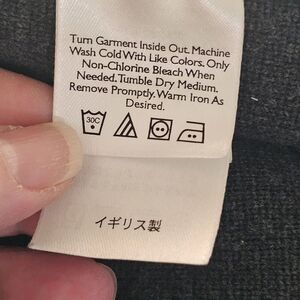 Turn Garment Inside Out. Machine
Wash Cold With Like Colors. Only
Non-Chlorine Bleach When
Needed. Tumble Dry Medium.
Remove Promptly. Warm Iron As
Desired.
30C
イギリス製